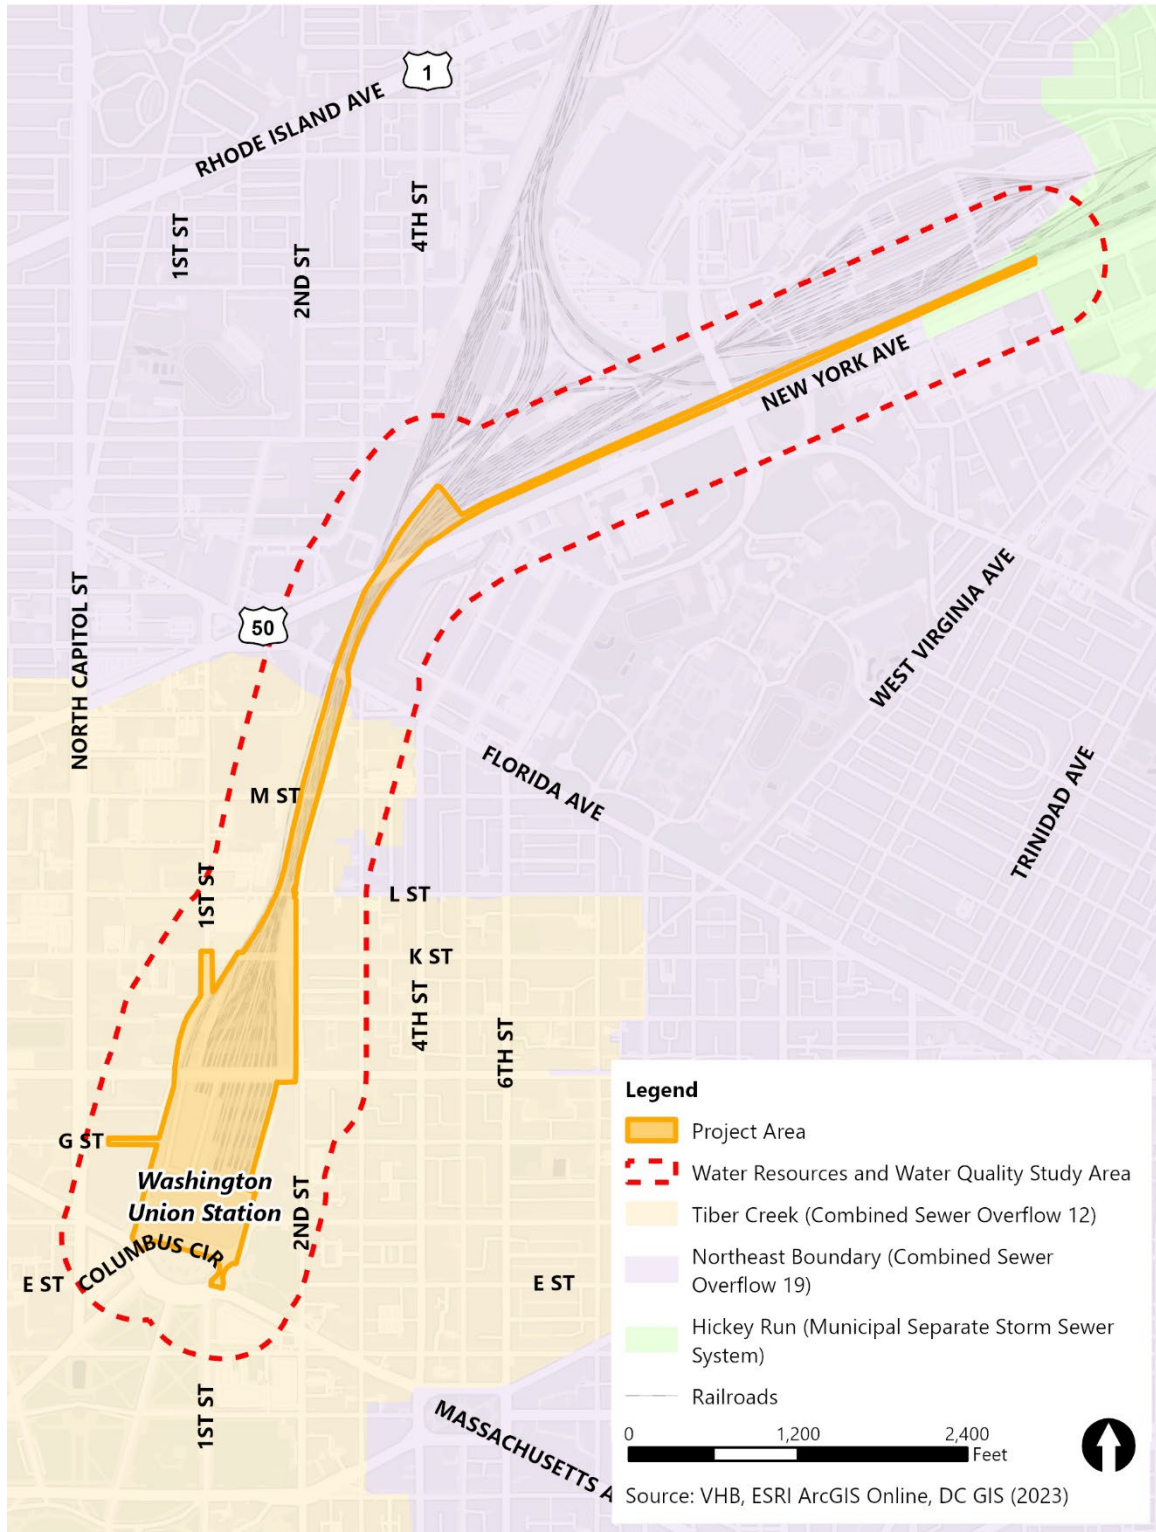 1
RHODE ISLAND AVE
4TH ST
1ST ST
2ND ST
NEW YORK AVE
50
NORTH CAPITOL ST
WEST VIRGINIA AVE
FLORIDA AVE
M ST
TRINIDAD AVE
1ST ST
L ST
K ST
4TH ST
6TH ST
G ST
Washington
Union Station
2ND ST
COLUMBUS CIR
E ST
E ST
1ST ST
MASSACHUSETTS A
Legend
Project Area
Water Resources and Water Quality Study Area
Tiber Creek (Combined Sewer Overflow 12)
Northeast Boundary (Combined Sewer
Overflow 19)
Hickey Run (Municipal Separate Storm Sewer
System)
Railroads
0 1,200 2,400
Feet
Source: VHB, ESRI ArcGIS Online, DC GIS (2023)